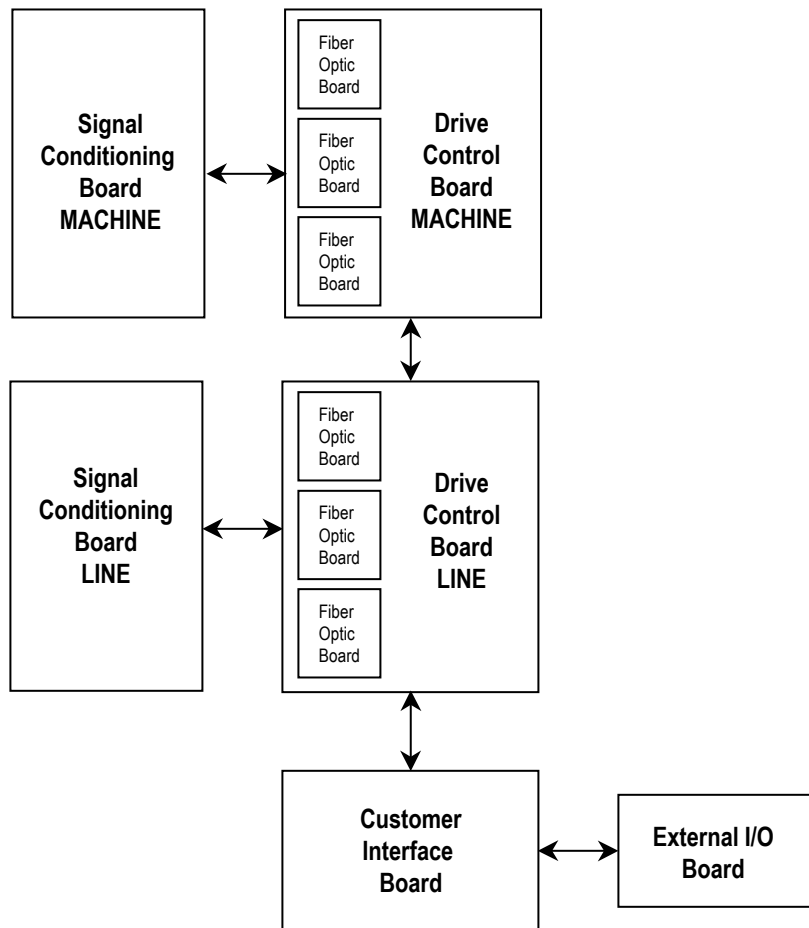 Signal
Conditioning
Board
MACHINE
Fiber
Optic
Board
Fiber
Optic
Board
Fiber
Optic
Board
Drive
Control
Board
MACHINE
Signal
Conditioning
Board
LINE
Fiber
Optic
Board
Fiber
Optic
Board
Fiber
Optic
Board
Drive
Control
Board
LINE
Customer
Interface
Board
External I/O
Board